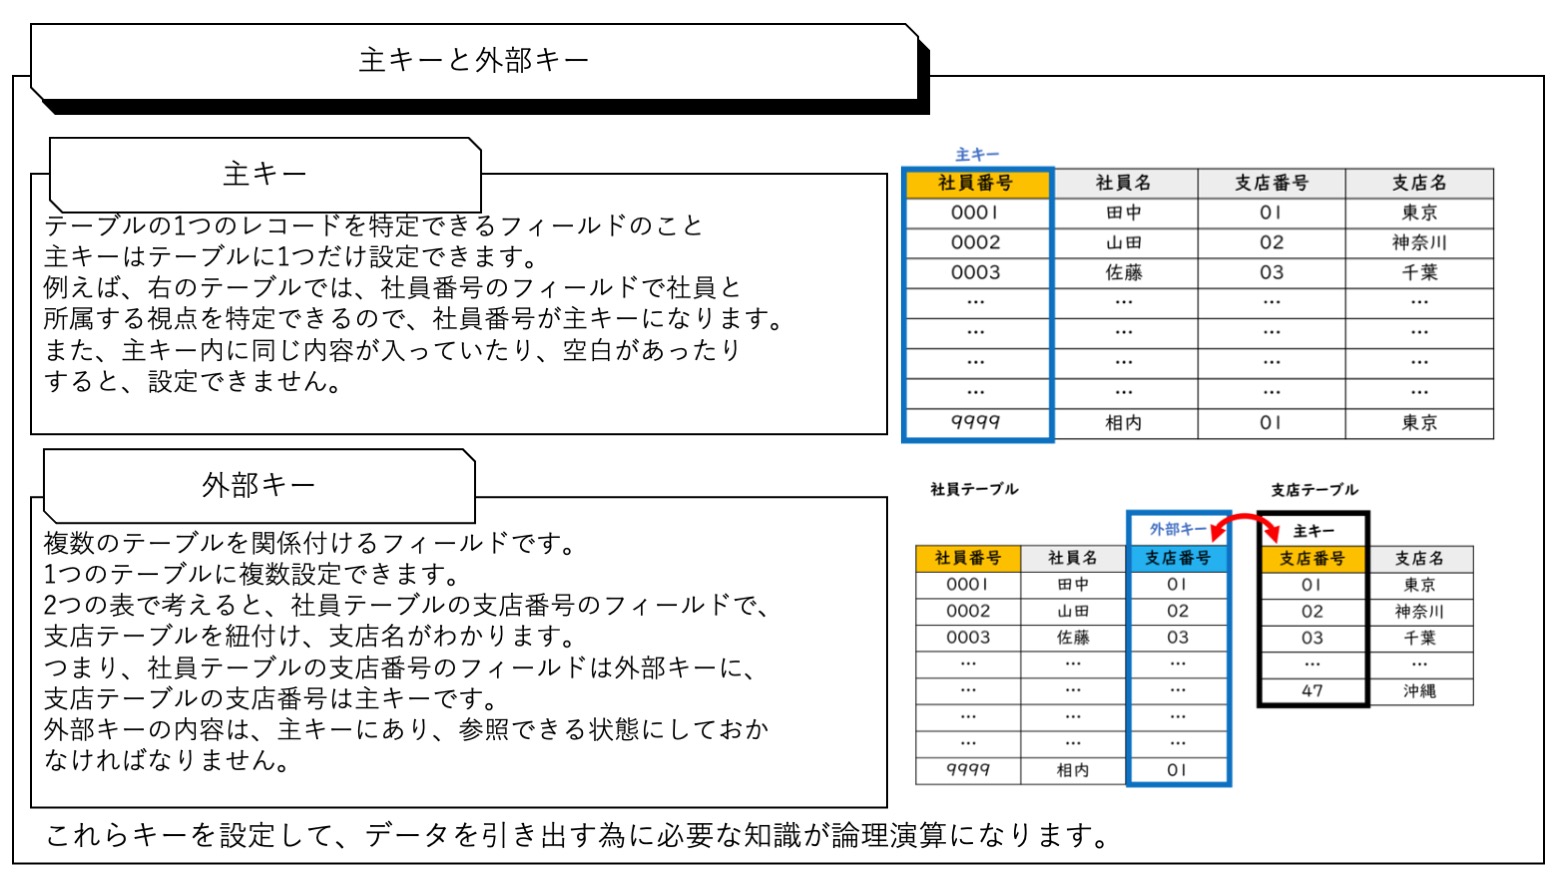 主キーと外部キー
主キー
テーブルの1つのレコードを特定できるフィールドのこと
主キーはテーブルに1つだけ設定できます。
例えば、右のテーブルでは、社員番号のフィールドで社員と
所属する視点を特定できるので、社員番号が主キーになります。
また、主キー内に同じ内容が入っていたり、空白があったり
すると、設定できません。
主キー
社員番号 社員名 支店番号 支店名
0001 田中 01 東京
0002 山田 02 神奈川
0003 佐藤 03 千葉
… … … …
… … … …
… … … …
… … … …
9999 相内 01 東京
外部キー
複数のテーブルを関係付けるフィールドです。
1つのテーブルに複数設定できます。
2つの表で考えると、社員テーブルの支店番号のフィールドで、
支店テーブルを紐付け、支店名がわかります。
つまり、社員テーブルの支店番号のフィールドは外部キーに、
支店テーブルの支店番号は主キーです。
外部キーの内容は、主キーにあり、参照できる状態にしておか
なければなりません。
社員テーブル
外部キー
社員番号 社員名 支店番号
0001 田中 01
0002 山田 02
0003 佐藤 03
… … …
… … …
… … …
… … …
9999 相内 01
支店テーブル
主キー
支店番号 支店名
01 東京
02 神奈川
03 千葉
… …
47 沖縄
これらキーを設定して、データを引き出す為に必要な知識が論理演算になります。